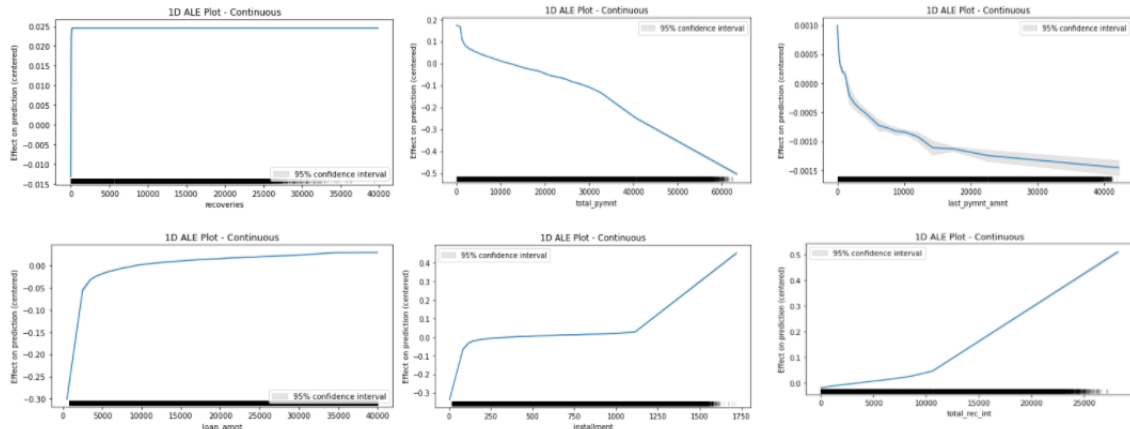 1D ALE Plot - Continuous
0.025
0.020
0.015
0.010
0.005
0.000
−0.005
−0.010
−0.015
Effect on prediction (centered)
95% confidence interval
0 5000 10000 15000 20000 25000 30000 35000 40000
recoveries
1D ALE Plot - Continuous
95% confidence interval
0.2
0.1
0.0
−0.1
−0.2
−0.3
−0.4
−0.5
Effect on prediction (centered)
0 10000 20000 30000 40000 50000 60000
total_pymnt
1D ALE Plot - Continuous
95% confidence interval
0.0010
0.0005
0.0000
−0.0005
−0.0010
−0.0015
Effect on prediction (centered)
0 10000 20000 30000 40000
last_pymnt_amnt
1D ALE Plot - Continuous
0.00
−0.05
−0.10
−0.15
−0.20
−0.25
−0.30
Effect on prediction (centered)
95% confidence interval
0 5000 10000 15000 20000 25000 30000 35000 40000
loan_amnt
1D ALE Plot - Continuous
95% confidence interval
0.4
0.3
0.2
0.1
0.0
−0.1
−0.2
−0.3
Effect on prediction (centered)
0 250 500 750 1000 1250 1500 1750
installment
1D ALE Plot - Continuous
95% confidence interval
0.5
0.4
0.3
0.2
0.1
0.0
Effect on prediction (centered)
0 5000 10000 15000 20000 25000
total_rec_int